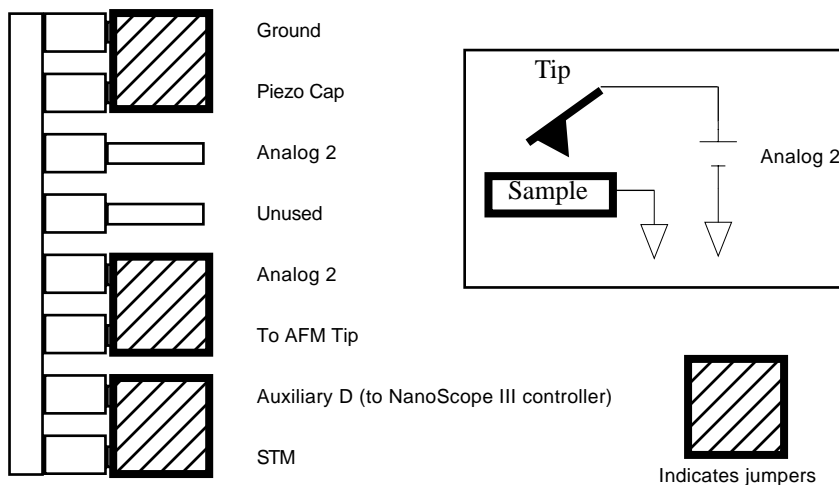 Ground
Piezo Cap
Analog 2
Unused
Analog 2
To AFM Tip
Auxiliary D (to NanoScope III controller)
STM
Tip
Sample
Analog 2
Indicates jumpers